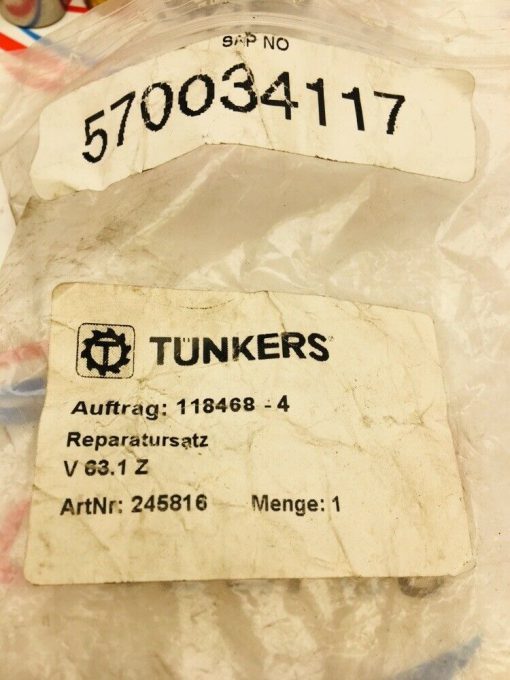 SAP NO
570034117
TÜNKERS
Auftrag: 118468 - 4
Reparatursatz
V 63.1 Z
ArtNr: 245816 Menge: 1